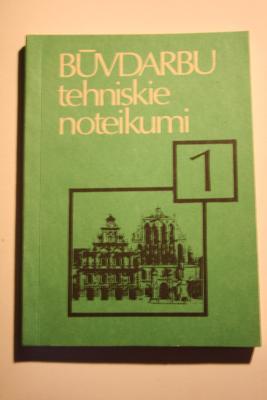 BŪVDARBU
tehniskie
noteikumi
1